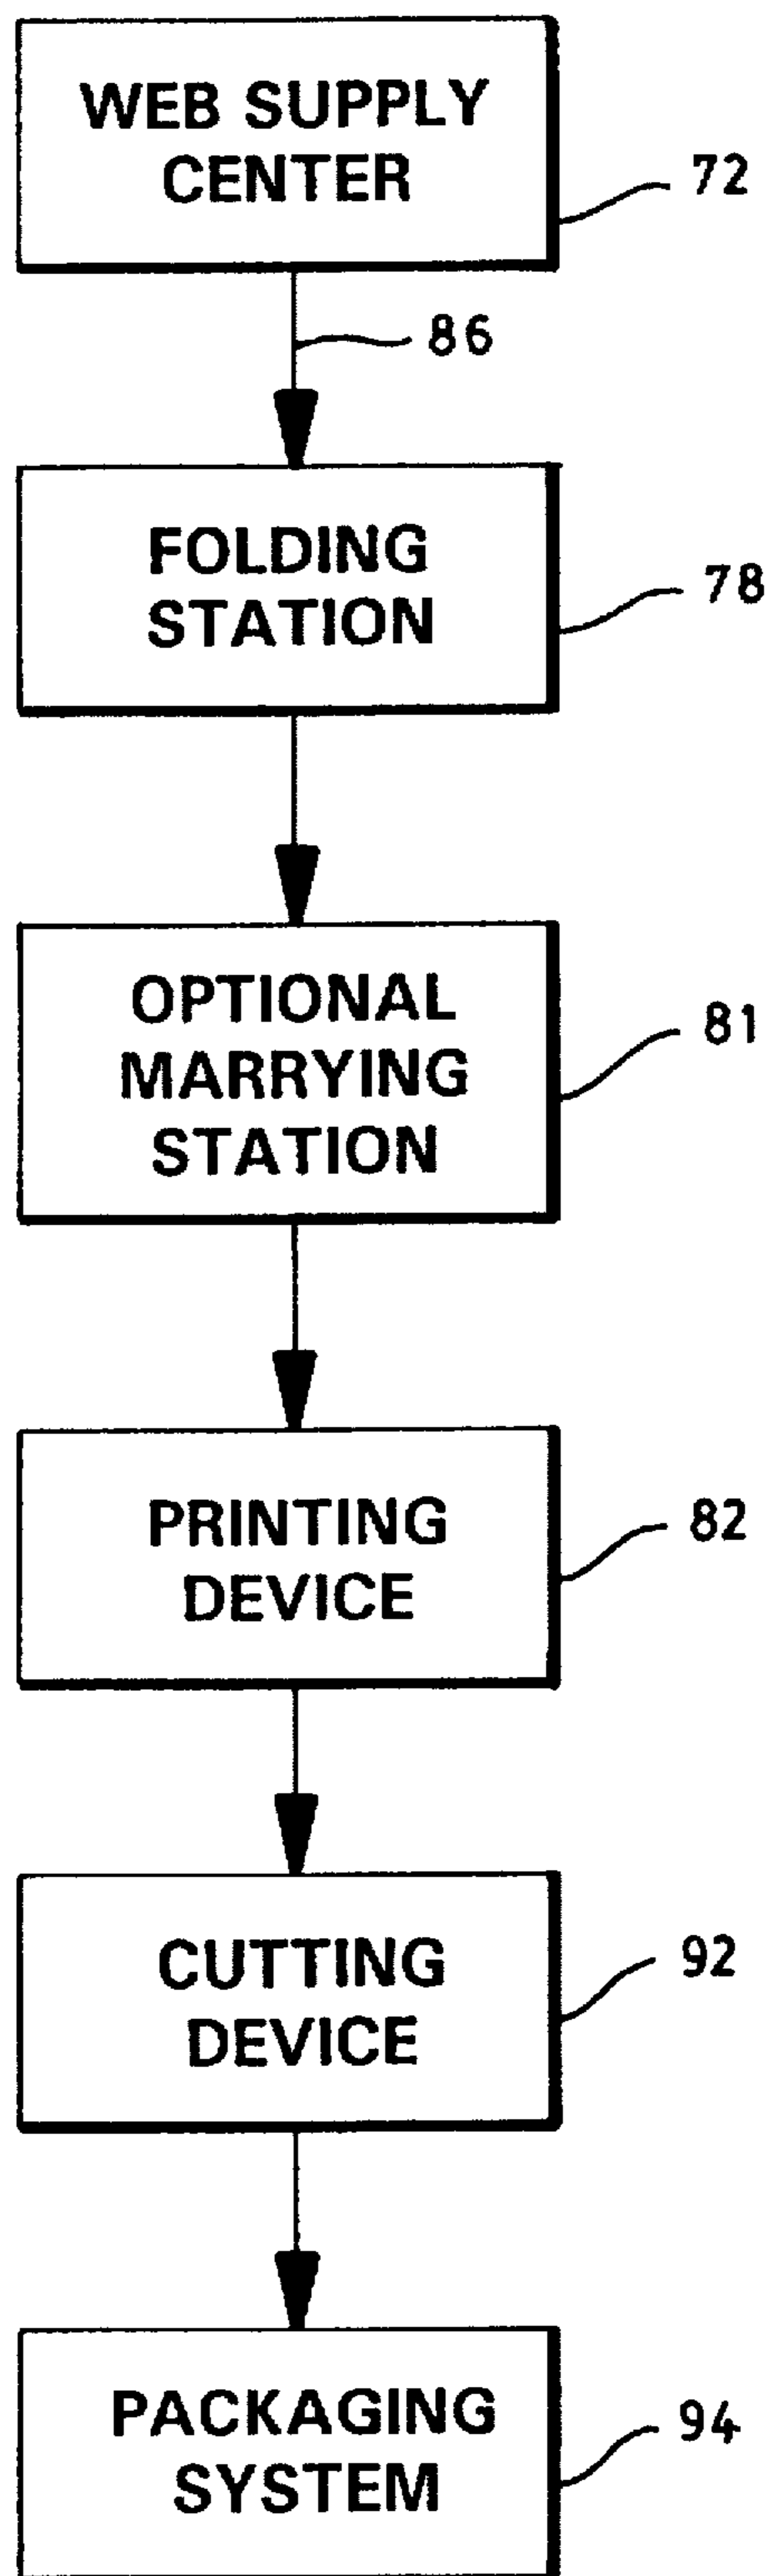 WEB SUPPLY
CENTER
72
86
FOLDING
STATION
78
OPTIONAL
MARRYING
STATION
81
PRINTING
DEVICE
82
CUTTING
DEVICE
92
PACKAGING
SYSTEM
94